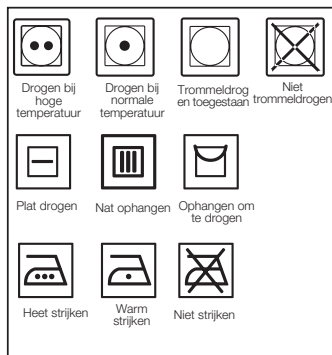 Drogen bij
hoge
temperatuur
Drogen bij
normale
temperatuur
Trommeldrog
en toegestaan
Niet
trommeldrogen
Plat drogen
Nat ophangen
Ophangen om
te drogen
Heet strijken
Warm
strijken
Niet strijken